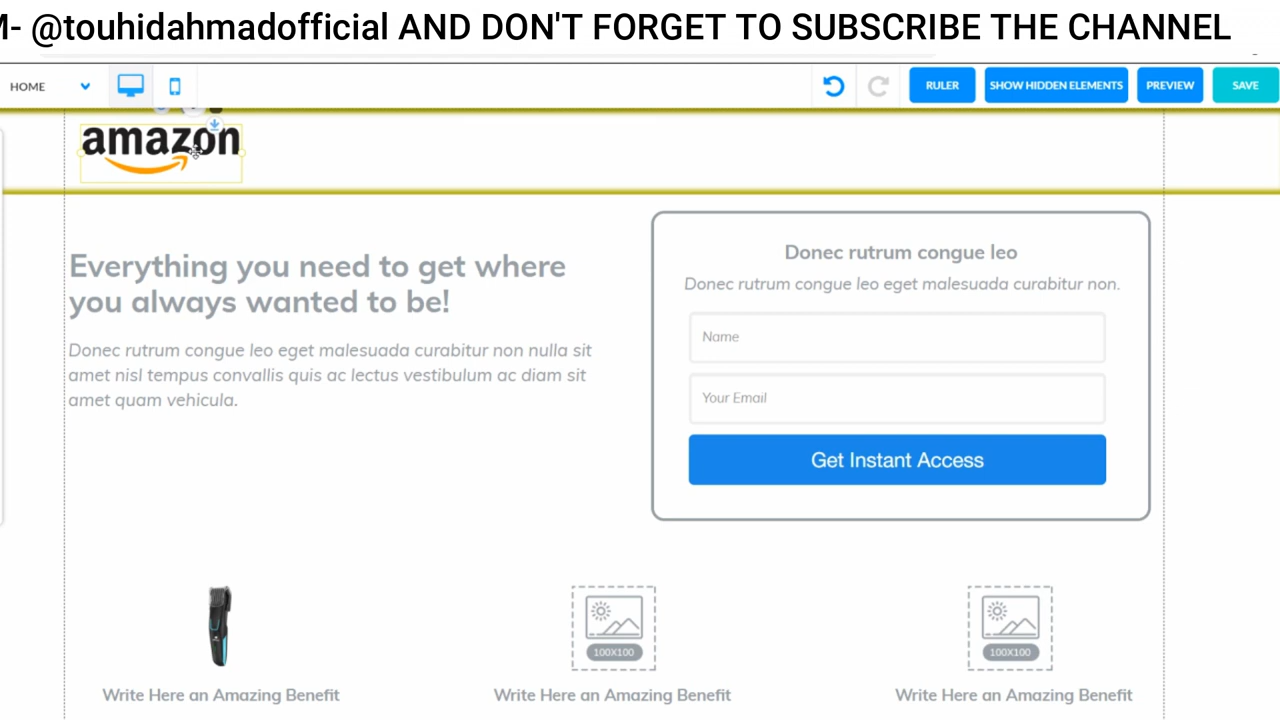 M- @touhidahmadofficial AND DON'T FORGET TO SUBSCRIBE THE CHANNEL
HOME
RULER
SHOW HIDDEN ELEMENTS
PREVIEW
SAVE
amazon
Everything you need to get where
you always wanted to be!
Donec rutrum congue leo eget malesuada curabitur non nulla sit
amet nisl tempus convallis quis ac lectus vestibulum ac diam sit
amet quam vehicula.
Donec rutrum congue leo
Donec rutrum congue leo eget malesuada curabitur non.
Name
Your Email
Get Instant Access
100X100
100X100
Write Here an Amazing Benefit
Write Here an Amazing Benefit
Write Here an Amazing Benefit